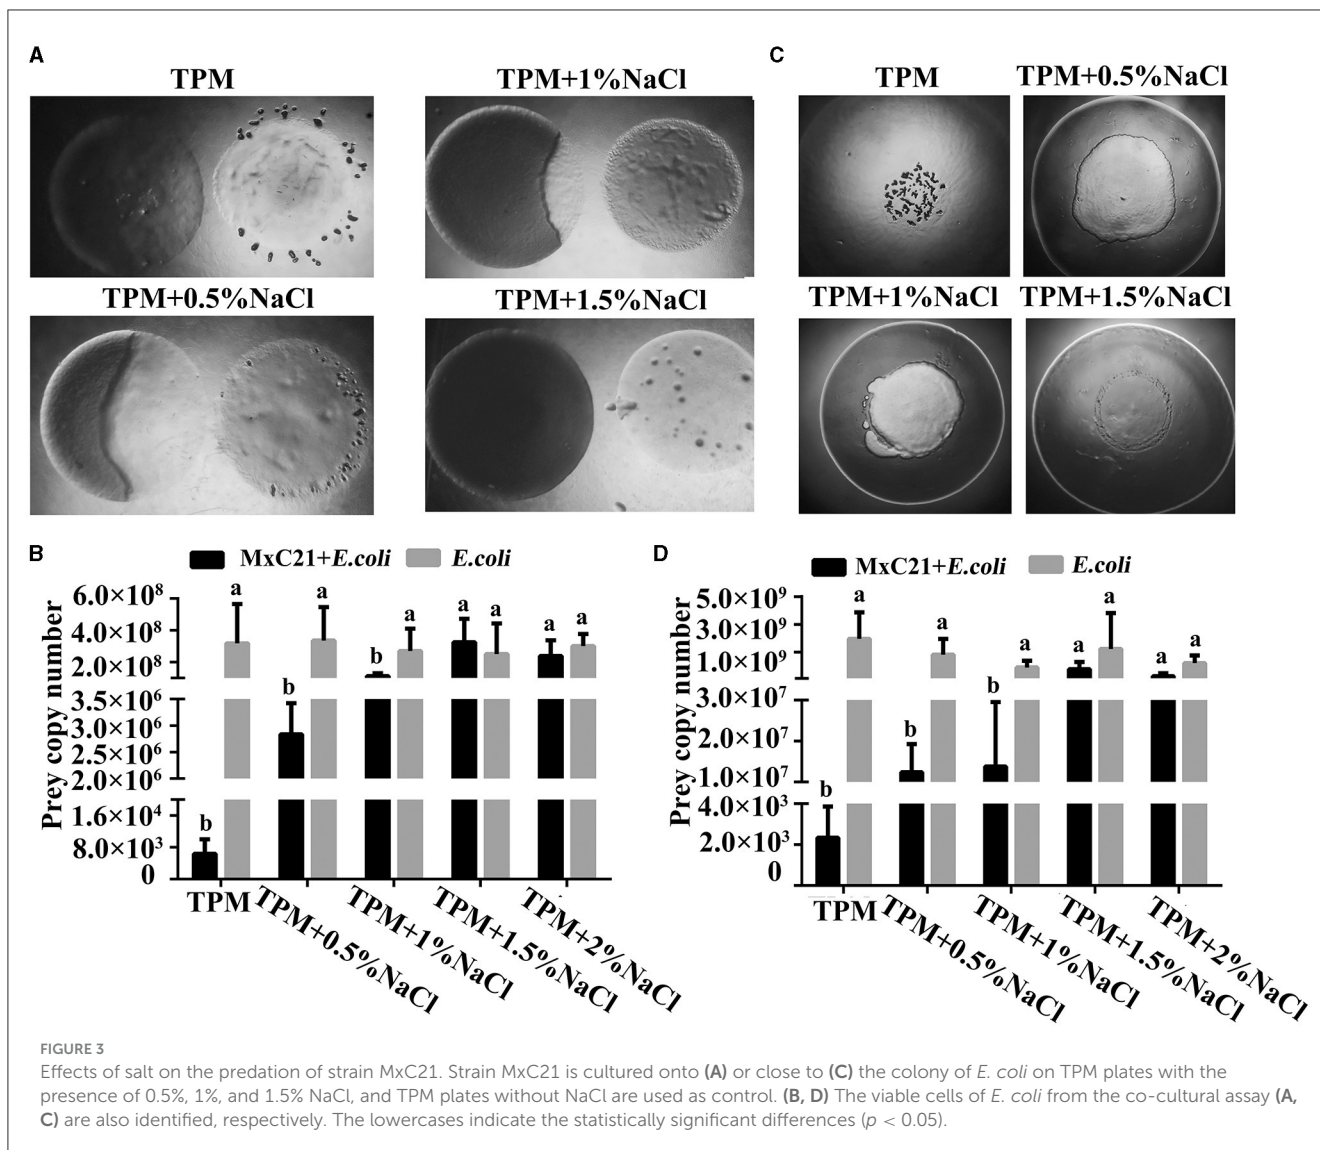 A
TPM
TPM+1%NaCl
TPM+0.5%NaCl
TPM+1.5%NaCl
C
TPM
TPM+0.5%NaCl
TPM+1%NaCl
TPM+1.5%NaCl
B
MxC21+E.coli
E.coli
Prey copy number
6.0×10⁸
4.0×10⁸
2.0×10⁸
3.5×10⁶
3.0×10⁶
2.5×10⁶
2.0×10⁶
1.6×10⁴
8.0×10³
0
b
a
b
a
b
a
a
a
a
a
TPM
TPM+0.5%NaCl
TPM+1%NaCl
TPM+1.5%NaCl
TPM+2%NaCl
D
MxC21+E.coli
E.coli
Prey copy number
5.0×10⁹
3.0×10⁹
1.0×10⁹
3.0×10⁷
2.0×10⁷
1.0×10⁷
4.0×10³
2.0×10³
0
b
a
b
a
b
a
a
a
a
a
TPM
TPM+0.5%NaCl
TPM+1%NaCl
TPM+1.5%NaCl
TPM+2%NaCl
FIGURE 3
Effects of salt on the predation of strain MxC21. Strain MxC21 is cultured onto (A) or close to (C) the colony of E. coli on TPM plates with the
presence of 0.5%, 1%, and 1.5% NaCl, and TPM plates without NaCl are used as control. (B, D) The viable cells of E. coli from the co-cultural assay (A,
C) are also identified, respectively. The lowercases indicate the statistically significant differences (p < 0.05).